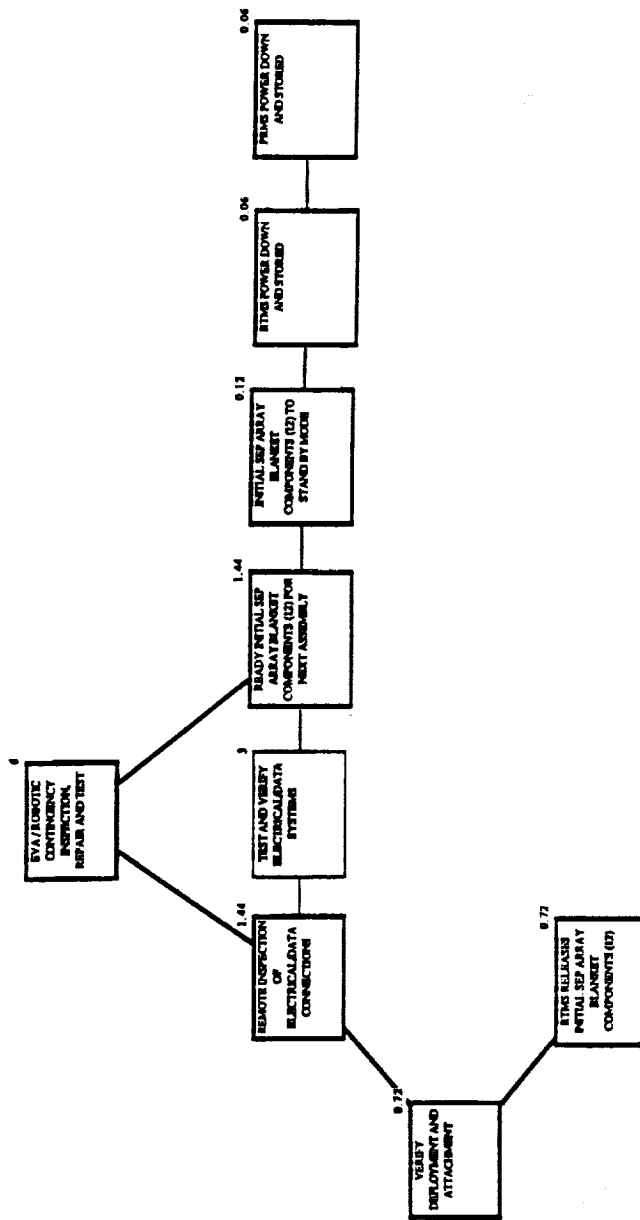 6
EVA / ROBOTIC
CONTINGENCY
INSPECTION,
REPAIR AND TEST
0.72
VERIFY
DEPLOYMENT AND
ATTACHMENT
1.44
REMOTE INSPECTION
OF
ELECTRICAL/DATA
CONNECTIONS
3
TEST AND VERIFY
ELECTRICAL/DATA
SYSTEMS
1.44
READY INITIAL SEP
ARRAY BLANKET
COMPONENTS (12) FOR
NEXT ASSEMBLY
0.12
INITIAL SEP ARRAY
BLANKET
COMPONENTS (12) TO
STAND BY MODE
0.06
RTMS POWER DOWN
AND STORED
0.06
PRMS POWER DOWN
AND STORED
0.72
RTMS RELEASES
INITIAL SEP ARRAY
BLANKET
COMPONENTS (12)